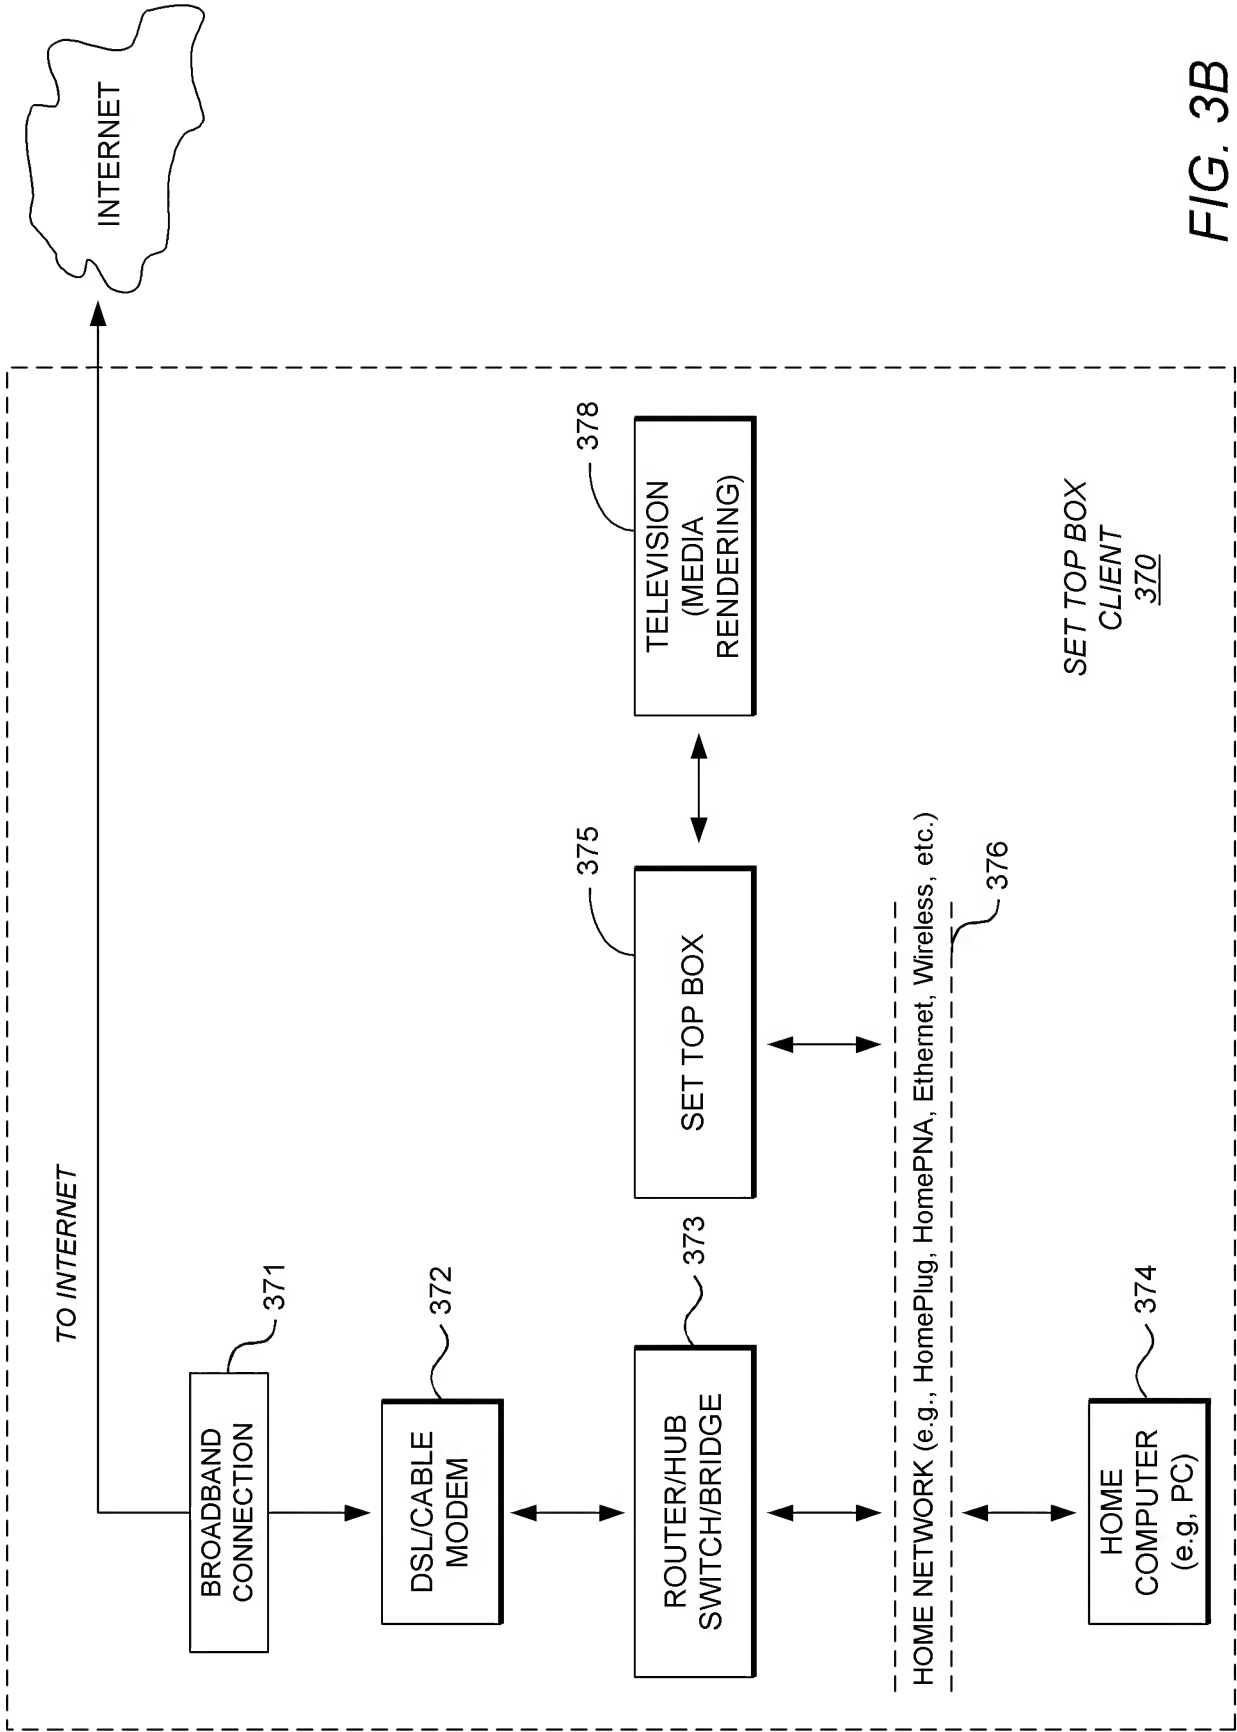 TO INTERNET
INTERNET
BROADBAND
CONNECTION
371
DSL/CABLE
MODEM
372
ROUTER/HUB
SWITCH/BRIDGE
373
SET TOP BOX
375
TELEVISION
(MEDIA
RENDERING)
378
HOME NETWORK (e.g., HomePlug, HomePNA, Ethernet, Wireless, etc.)
376
HOME
COMPUTER
(e.g, PC)
374
SET TOP BOX
CLIENT
370
FIG. 3B